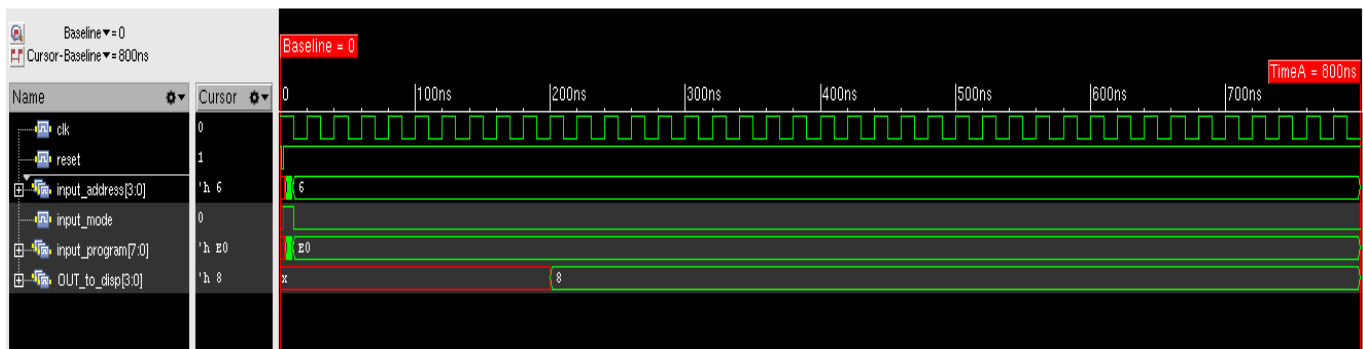 Baseline▼= 0
Cursor-Baseline▼= 800ns
Baseline = 0
TimeA = 800ns
Name Cursor 0 100ns 200ns 300ns 400ns 500ns 600ns 700ns
clk 0
reset 1
input_address[3:0] 'h 6 6
input_mode 0
input_program[7:0] 'h E0 E0
OUT_to_disp[3:0] 'h 8 x 8